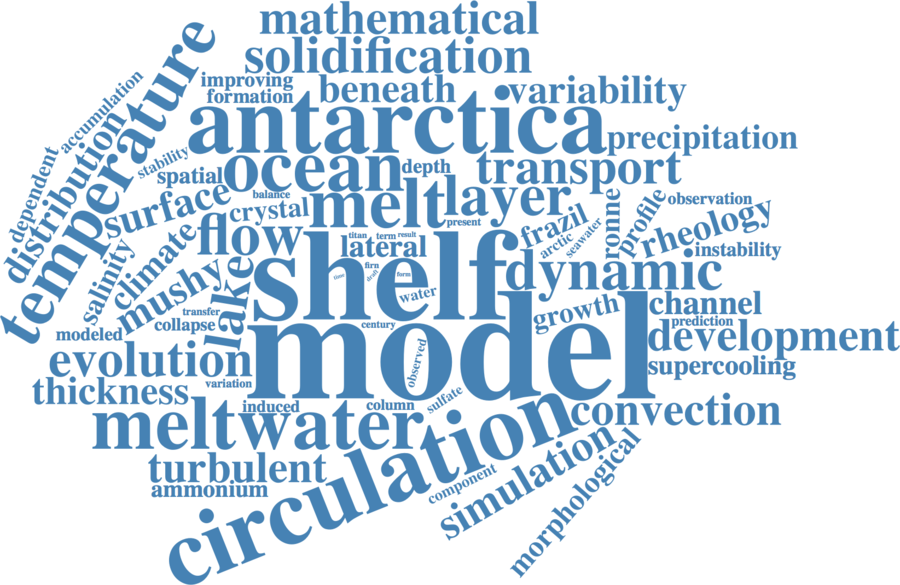 mathematical
solidification
temperature
improving
beneath
variability
formation
accumulation
antarctica
precipitation
distribution
dependent
stability
ocean
depth
transport
spatial
surface
balance
crystal
melt
layer
ronne
profile
observation
present
frazil
rheology
arctic
seawater
instability
salinity
climate
flow
titan
term
result
lateral
mushy
lake
shelf
firn
time
draft
form
water
dynamic
transfer
collapse
modeled
century
growth
channel
prediction
development
model
observed
supercooling
evolution
thickness
variation
induced
column
sulfate
meltwater
circulation
convection
turbulent
ammonium
component
simulation
morphological